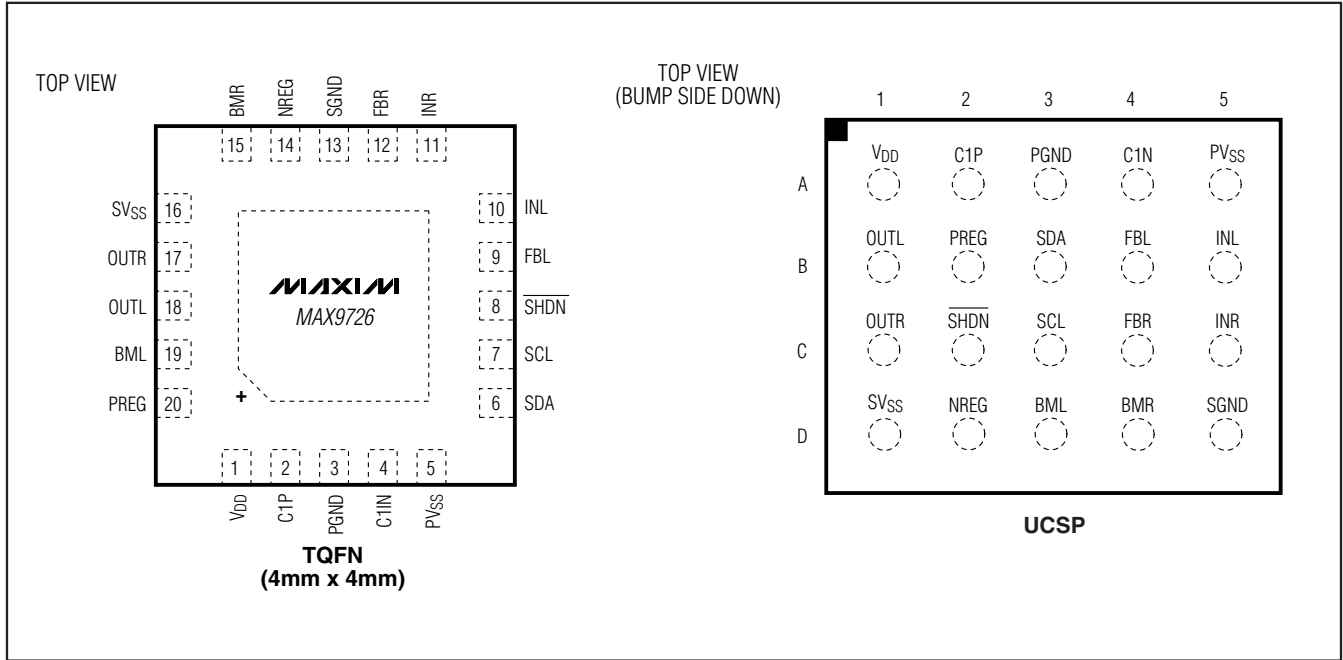 TOP VIEW
BMR NREG SGND FBR INR
15 14 13 12 11
SVSS 16
OUTR 17
OUTL 18
BML 19
PREG 20
10 INL
9 FBL
8 SHDN
7 SCL
6 SDA
MAXIM
MAX9726
+
1 2 3 4 5
VDD C1P PGND C1IN PVSS
TQFN
(4mm x 4mm)
TOP VIEW
(BUMP SIDE DOWN)
1 2 3 4 5
VDD C1P PGND C1N PVSS
A
OUTL PREG SDA FBL INL
B
OUTR SHDN SCL FBR INR
C
SVSS NREG BML BMR SGND
D
UCSP